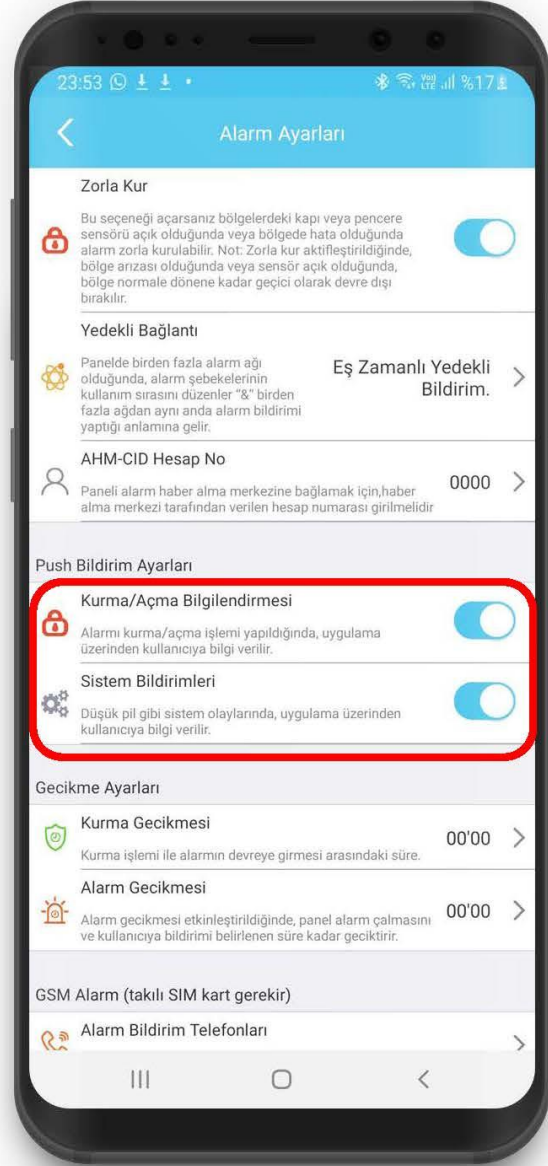 23:53
Vo)) LTE %17
Alarm Ayarları
Zorla Kur
Bu seçeneği açarsanız bölgelerdeki kapı veya pencere
sensörü açık olduğunda veya bölgede hata olduğunda
alarm zorla kurulabilir. Not: Zorla kur aktifleştirildiğinde,
bölge arızası olduğunda veya sensör açık olduğunda,
bölge normale dönene kadar geçici olarak devre dışı
bırakılır.
Yedekli Bağlantı
Panelde birden fazla alarm ağı
olduğunda, alarm şebekelerinin
kullanım sırasını düzenler “&” birden
fazla ağdan aynı anda alarm bildirimi
yaptığı anlamına gelir.
Eş Zamanlı Yedekli
Bildirim.
AHM-CID Hesap No
Paneli alarm haber alma merkezine bağlamak için,haber
alma merkezi tarafından verilen hesap numarası girilmelidir
0000
Push Bildirim Ayarları
Kurma/Açma Bilgilendirmesi
Alarmı kurma/açma işlemi yapıldığında, uygulama
üzerinden kullanıcıya bilgi verilir.
Sistem Bildirimleri
Düşük pil gibi sistem olaylarında, uygulama üzerinden
kullanıcıya bilgi verilir.
Gecikme Ayarları
Kurma Gecikmesi
Kurma işlemi ile alarmın devreye girmesi arasındaki süre.
00'00
Alarm Gecikmesi
Alarm gecikmesi etkinleştirildiğinde, panel alarm çalmasını
ve kullanıcıya bildirimi belirlenen süre kadar geciktirir.
00'00
GSM Alarm (takılı SIM kart gerekir)
Alarm Bildirim Telefonları